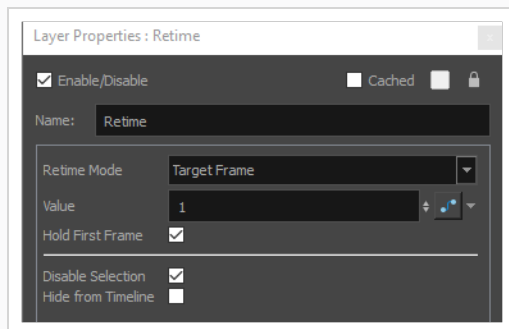 Layer Properties : Retime
Enable/Disable Cached
Name: Retime
Retime Mode Target Frame
Value 1
Hold First Frame
Disable Selection
Hide from Timeline